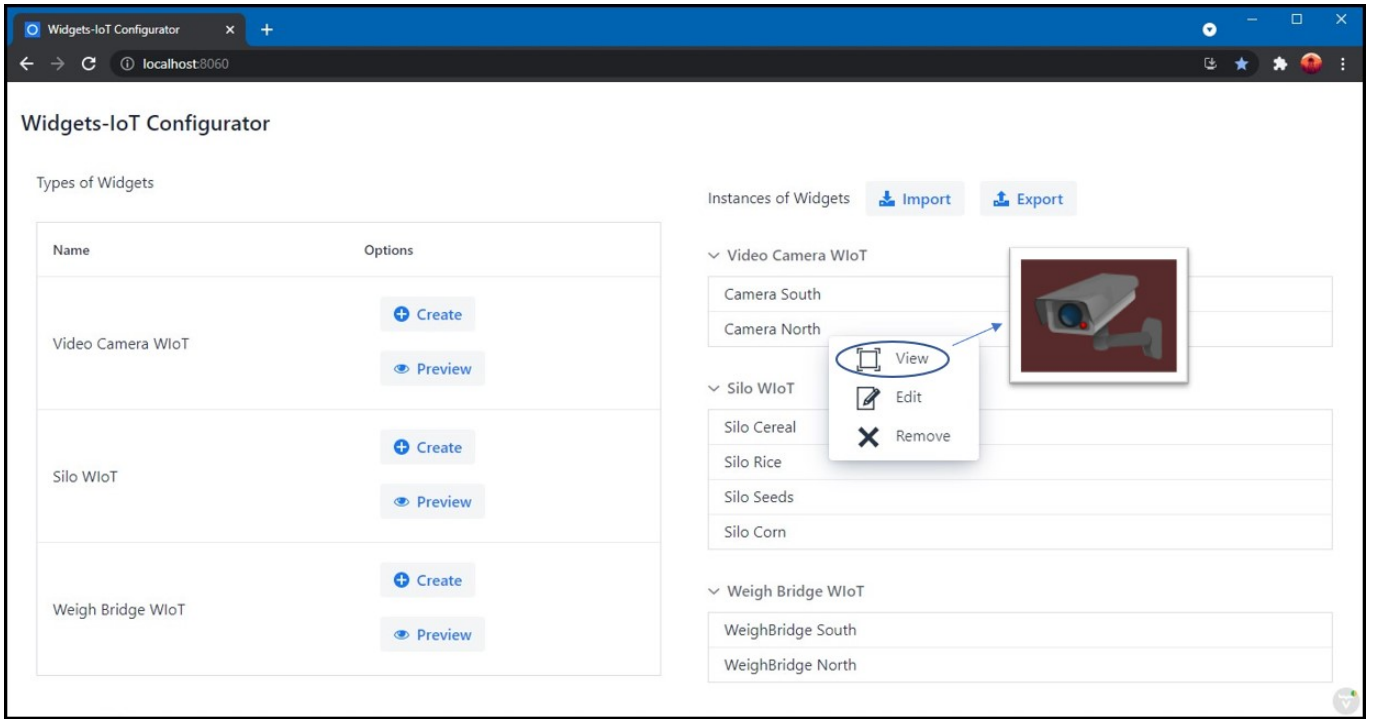 Widgets-IoT Configurator
localhost:8060
Widgets-IoT Configurator
Types of Widgets
Name Options
Video Camera WIoT
Create
Preview
Silo WIoT
Create
Preview
Weigh Bridge WIoT
Create
Preview
Instances of Widgets Import Export
Video Camera WIoT
Camera South
Camera North
View
Edit
Remove
Silo WIoT
Silo Cereal
Silo Rice
Silo Seeds
Silo Corn
Weigh Bridge WIoT
WeighBridge South
WeighBridge North